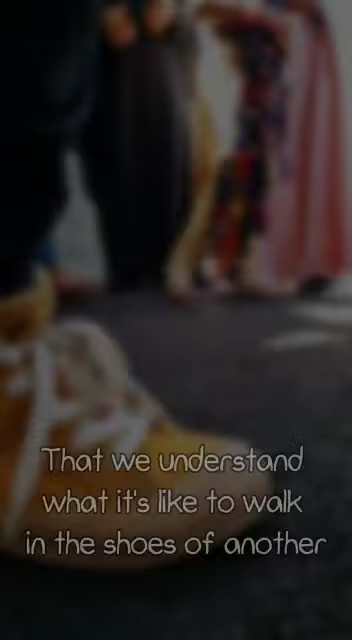 That we understand
what it's like to walk
in the shoes of another